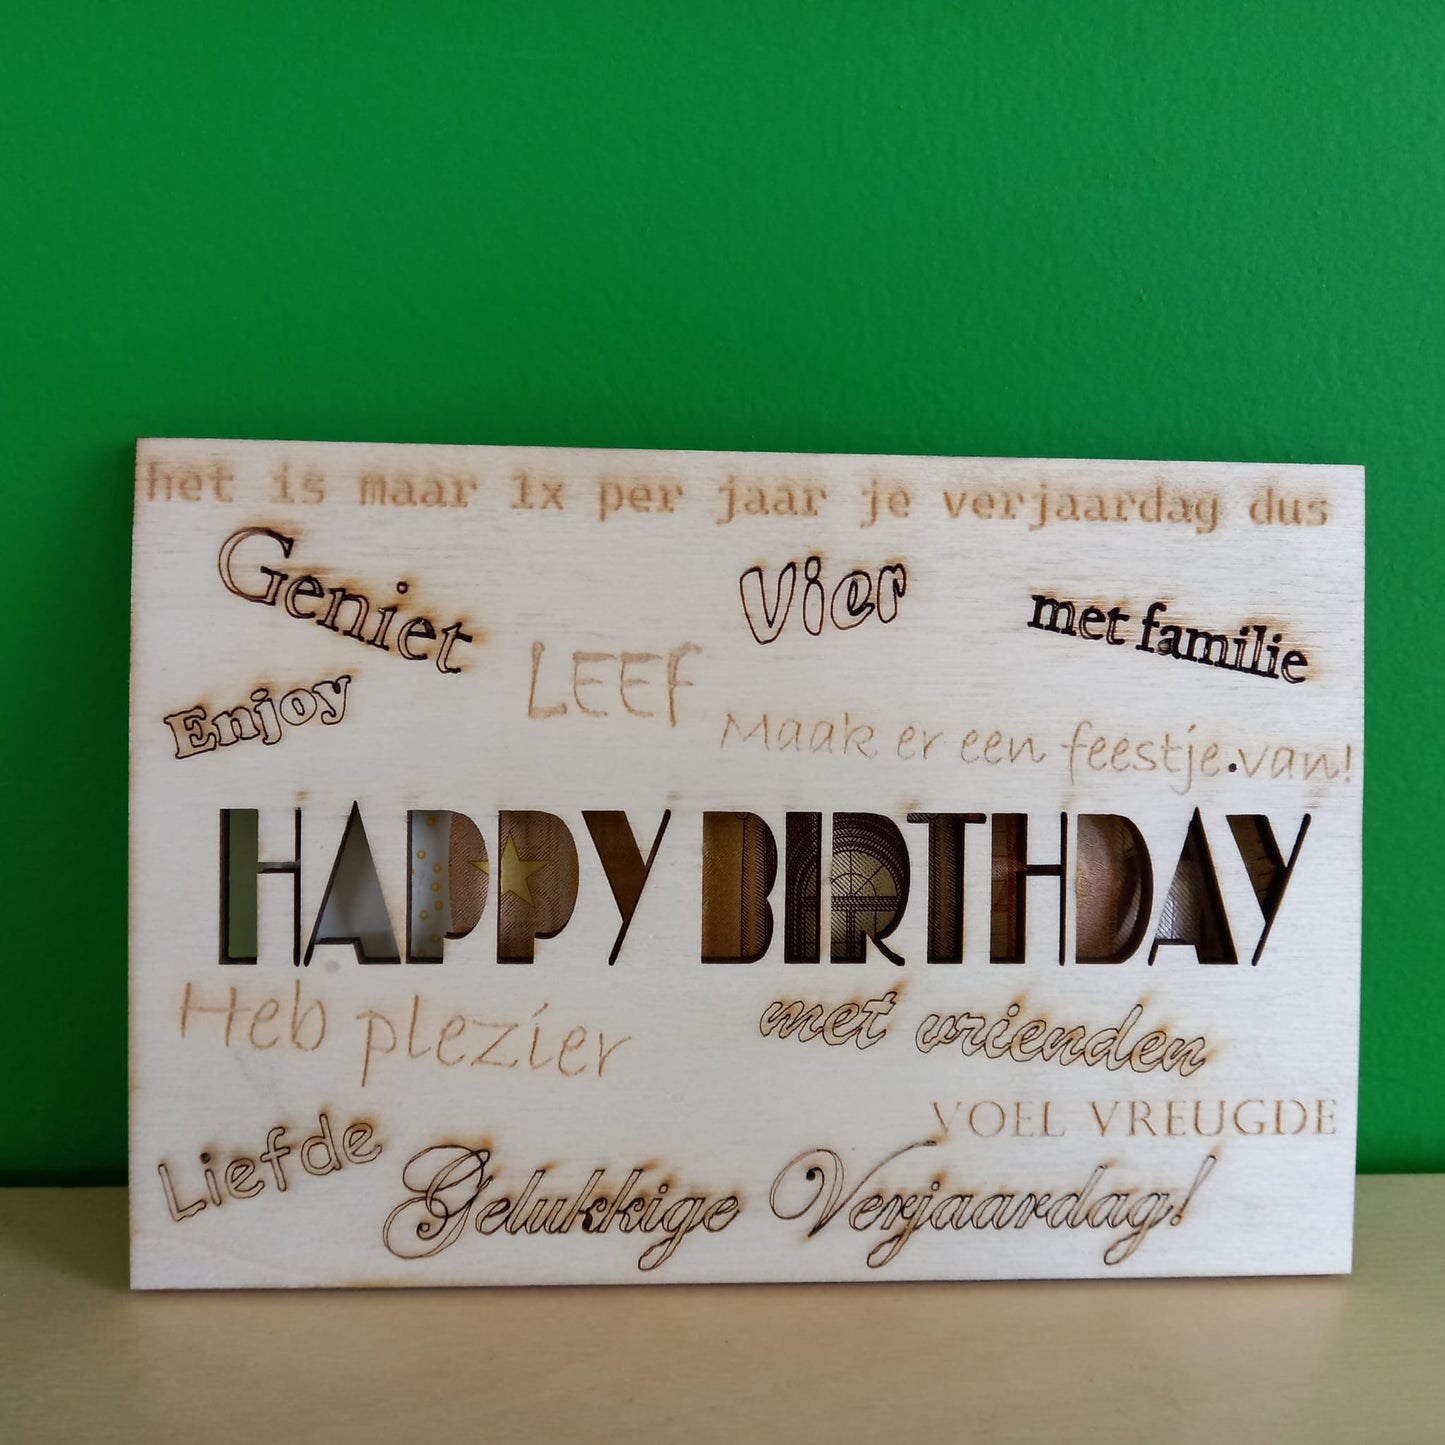 het is maar 1x per jaar je verjaardag dus
Geniet
Vier
met familie
LEEF
Enjoy
Maak er een feestje.van!
HAPPY BIRTHDAY
Heb plezier
met vrienden
VOEL VREUGDE
Liefde
Gelukkige Verjaardag!